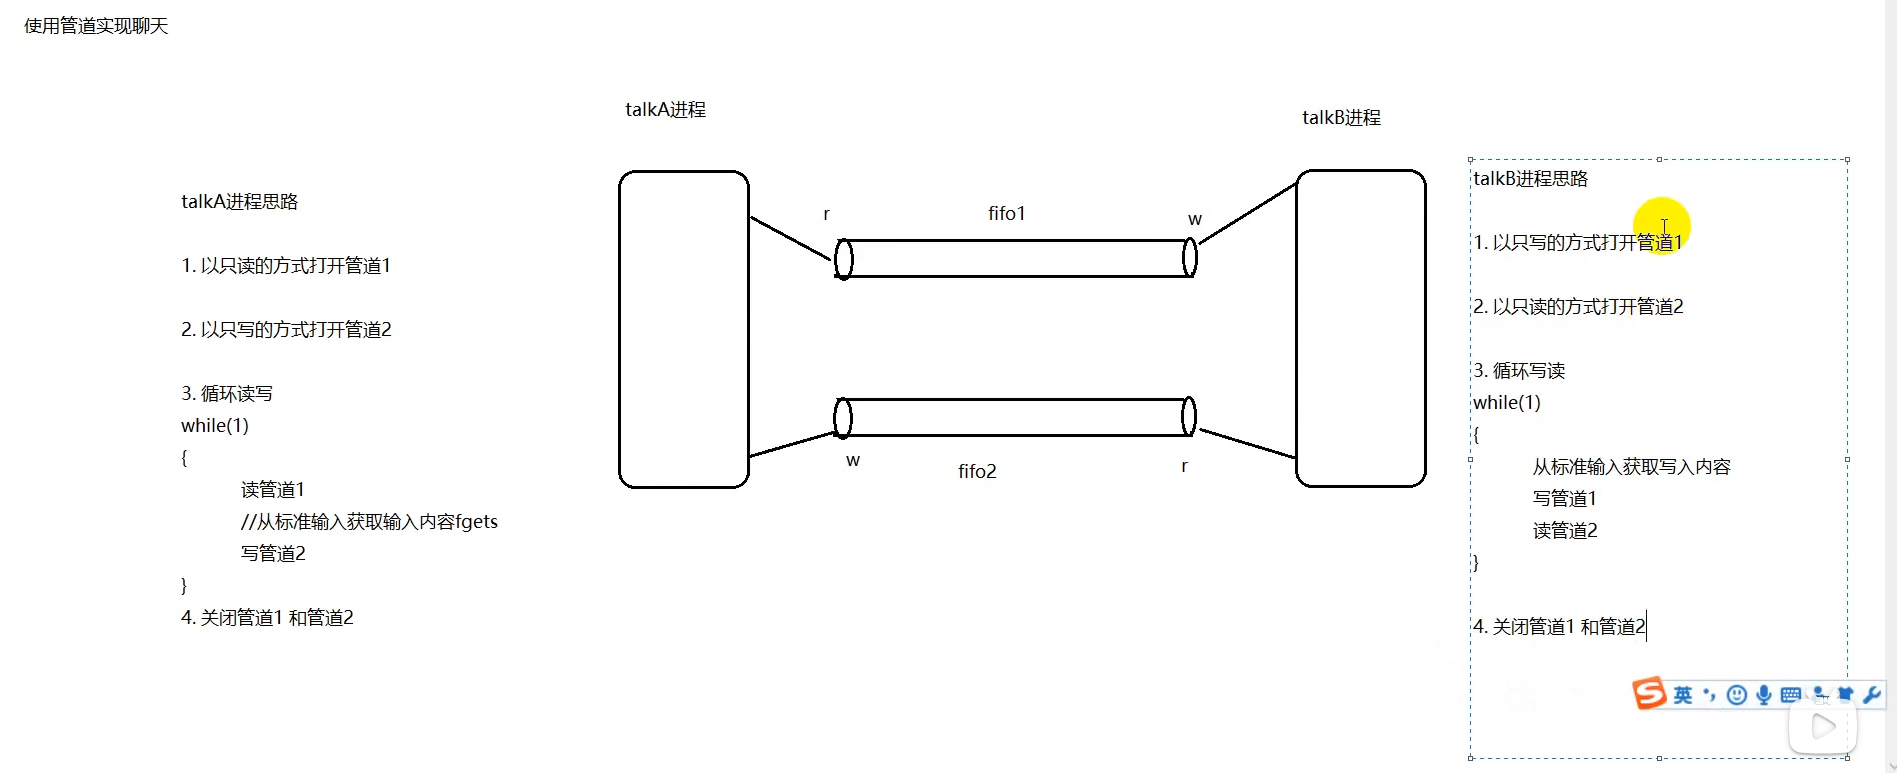 使用管道实现聊天
talkA进程
talkB进程
talkA进程思路
1. 以只读的方式打开管道1
2. 以只写的方式打开管道2
3. 循环读写
while(1)
{
读管道1
//从标准输入获取输入内容fgets
写管道2
}
4. 关闭管道1 和管道2
r
fifo1
w
w
fifo2
r
talkB进程思路
1. 以只写的方式打开管道1
2. 以只读的方式打开管道2
3. 循环写读
while(1)
{
从标准输入获取写入内容
写管道1
读管道2
}
4. 关闭管道1 和管道2
英